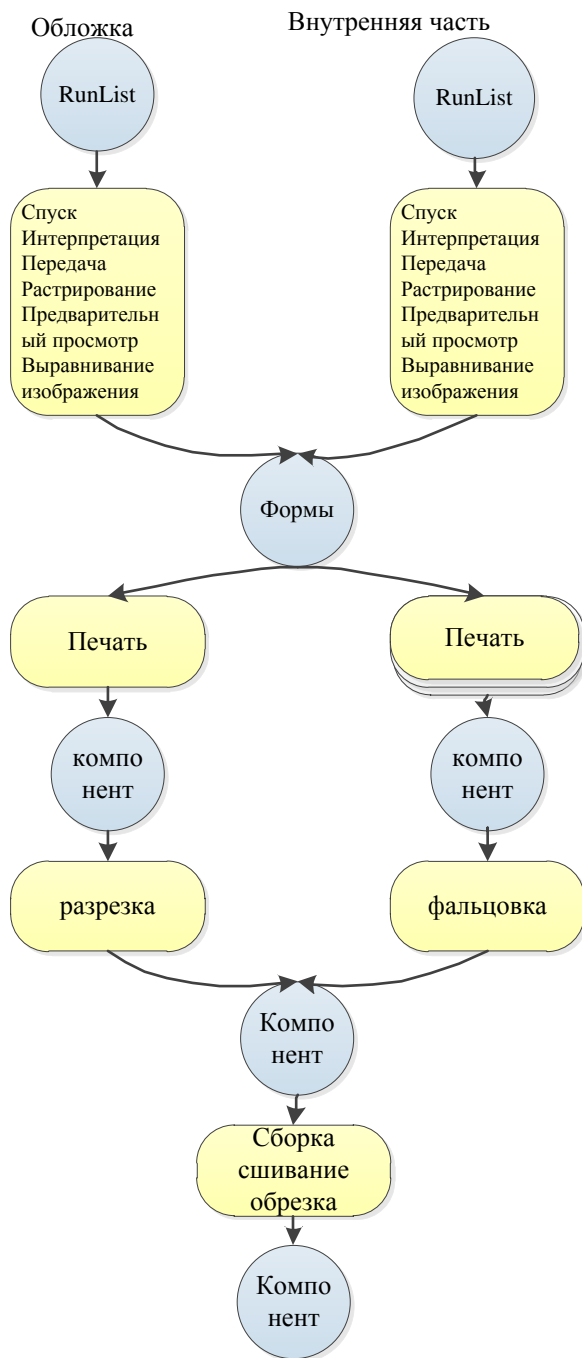 Обложка
Внутренняя часть
RunList
RunList
Спуск
Интерпретация
Передача
Растрирование
Предварительн
ый просмотр
Выравнивание
изображения
Спуск
Интерпретация
Передача
Растрирование
Предварительн
ый просмотр
Выравнивание
изображения
Формы
Печать
Печать
компо
нент
компо
нент
разрезка
фальцовка
Компо
нент
Сборка
сшивание
обрезка
Компо
нент